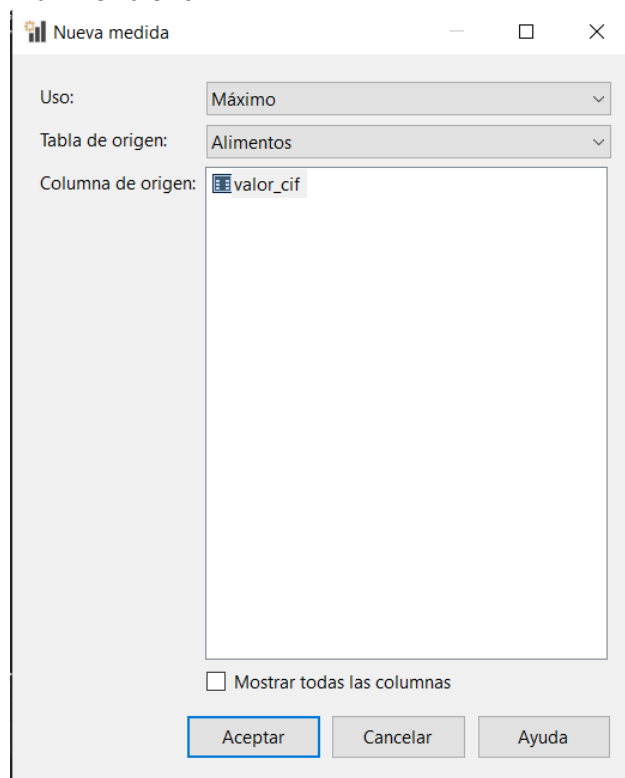 Nueva medida
Uso: Máximo
Tabla de origen: Alimentos
Columna de origen: valor_cif
Mostrar todas las columnas
Aceptar Cancelar Ayuda